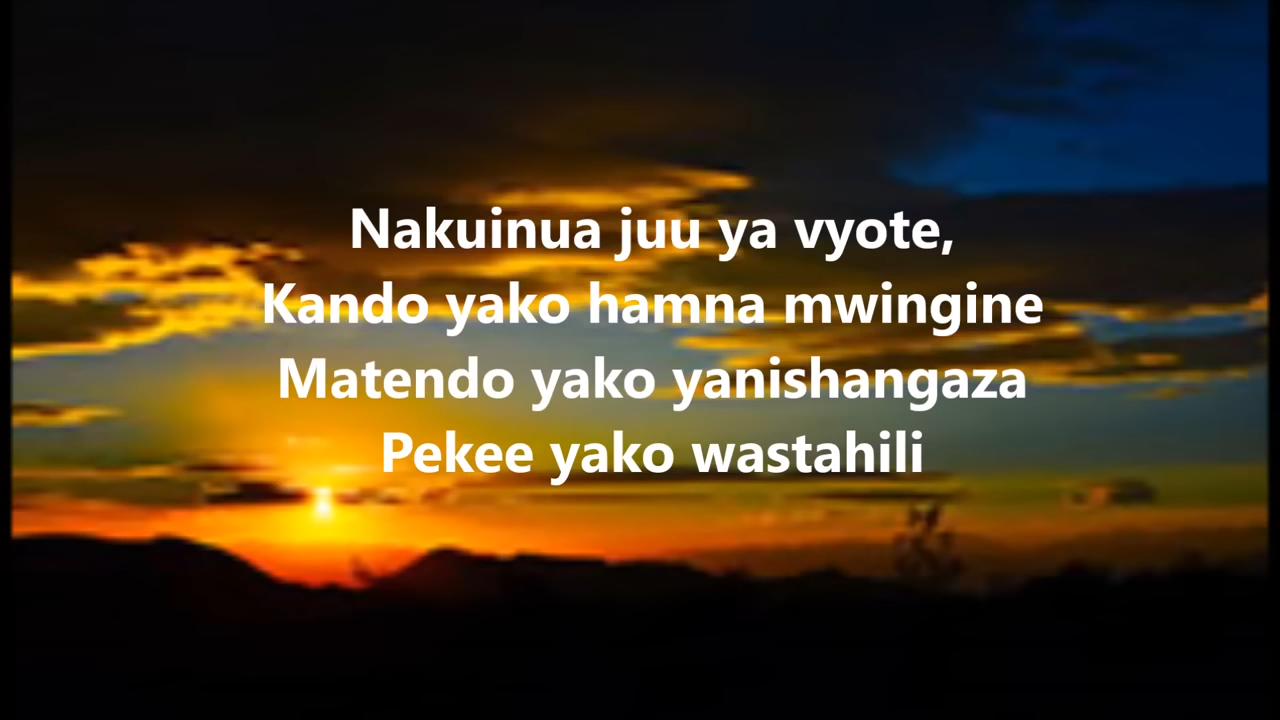 Nakuinua juu ya vyote,
Kando yako hamna mwingine
Matendo yako yanishangaza
Pekee yako wastahili